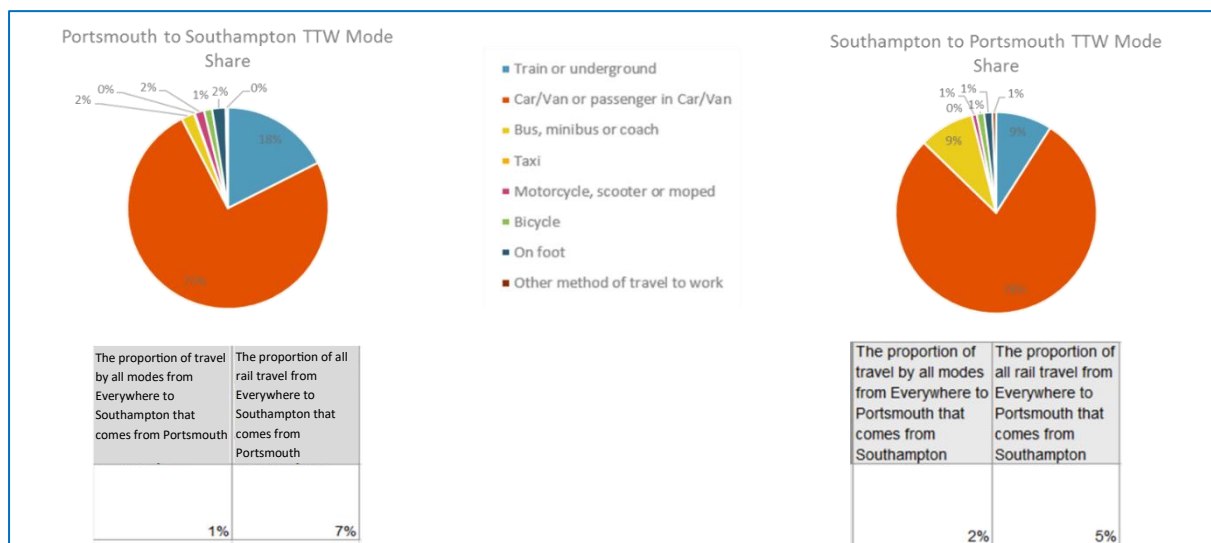 Portsmouth to Southampton TTW Mode
Share
2%
0%
2%
1%
2%
0%
18%
Train or underground
Car/Van or passenger in Car/Van
Bus, minibus or coach
Taxi
Motorcycle, scooter or moped
Bicycle
On foot
Other method of travel to work
Southampton to Portsmouth TTW Mode
Share
1%
1%
1%
0%
1%
9%
9%
The proportion of travel
by all modes from
Everywhere to
Southampton that
comes from Portsmouth
The proportion of all
rail travel from
Everywhere to
Southampton that
comes from
Portsmouth
1%
7%
The proportion of
travel by all modes
from Everywhere to
Portsmouth that
comes from
Southampton
The proportion of
all rail travel from
Everywhere to
Portsmouth that
comes from
Southampton
2%
5%